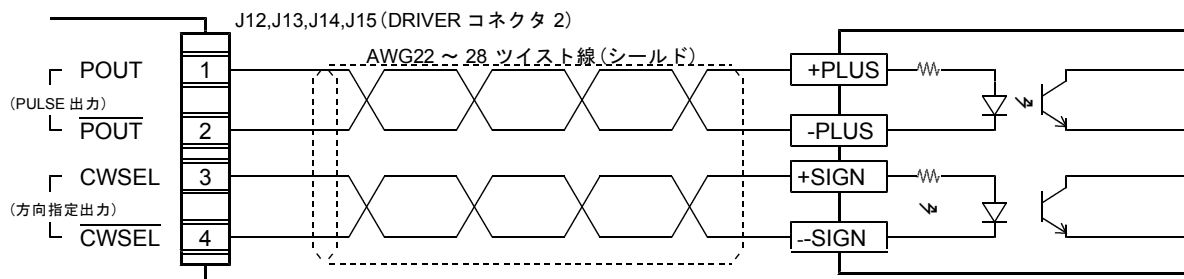 J12,J13,J14,J15(DRIVER コネクタ 2)
AWG22 ～ 28 ツイスト線(シールド)
POUT 1 +PLUS
(PULSE 出力)
POUT 2 -PLUS
CWSEL 3 +SIGN
(方向指定出力)
CWSEL 4 --SIGN